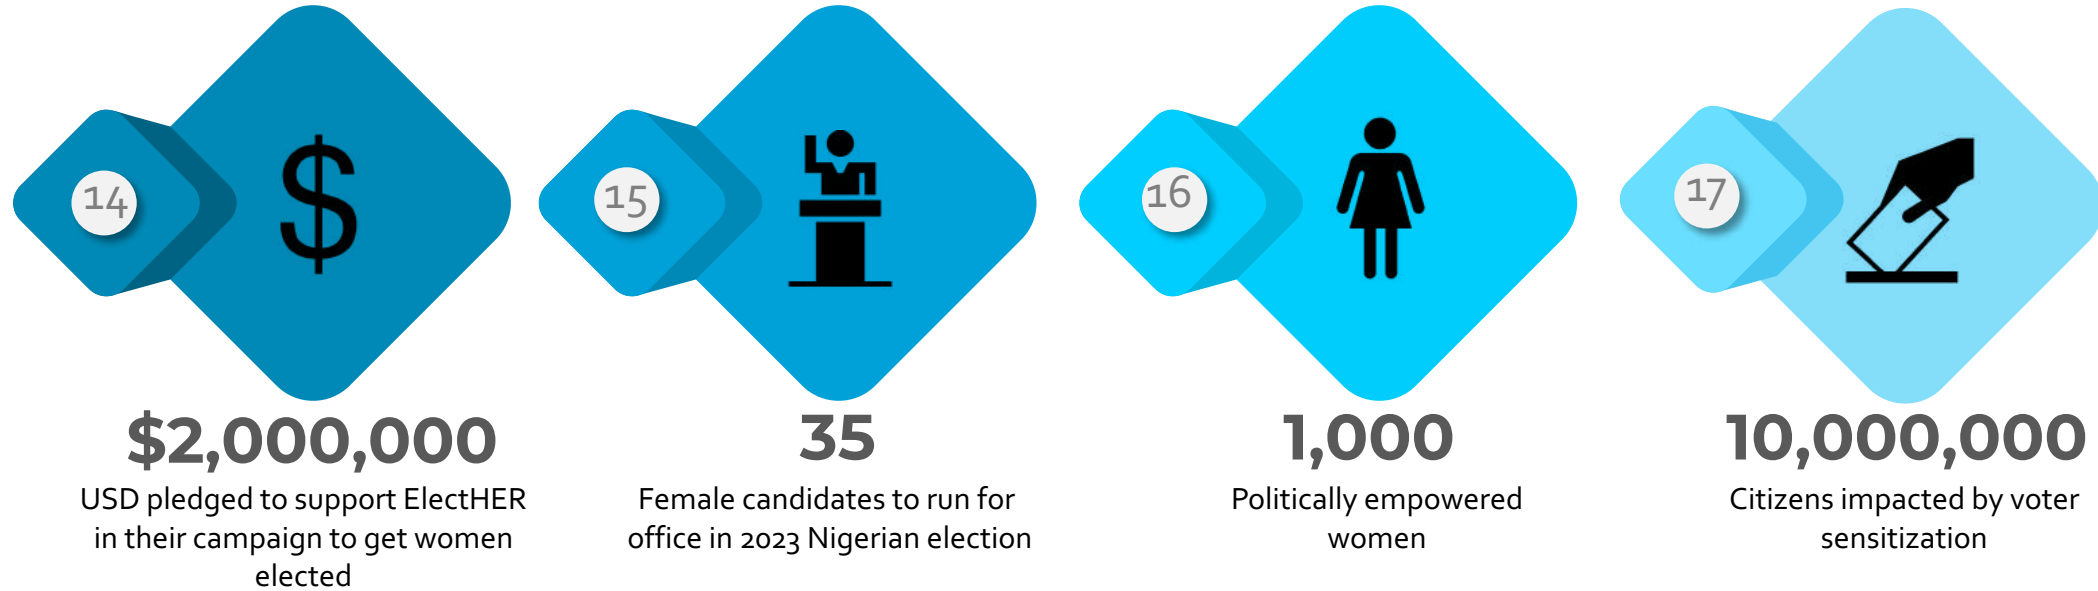 14
$
$2,000,000
USD pledged to support ElectHER
in their campaign to get women
elected
15
35
Female candidates to run for
office in 2023 Nigerian election
16
1,000
Politically empowered
women
17
10,000,000
Citizens impacted by voter
sensitization